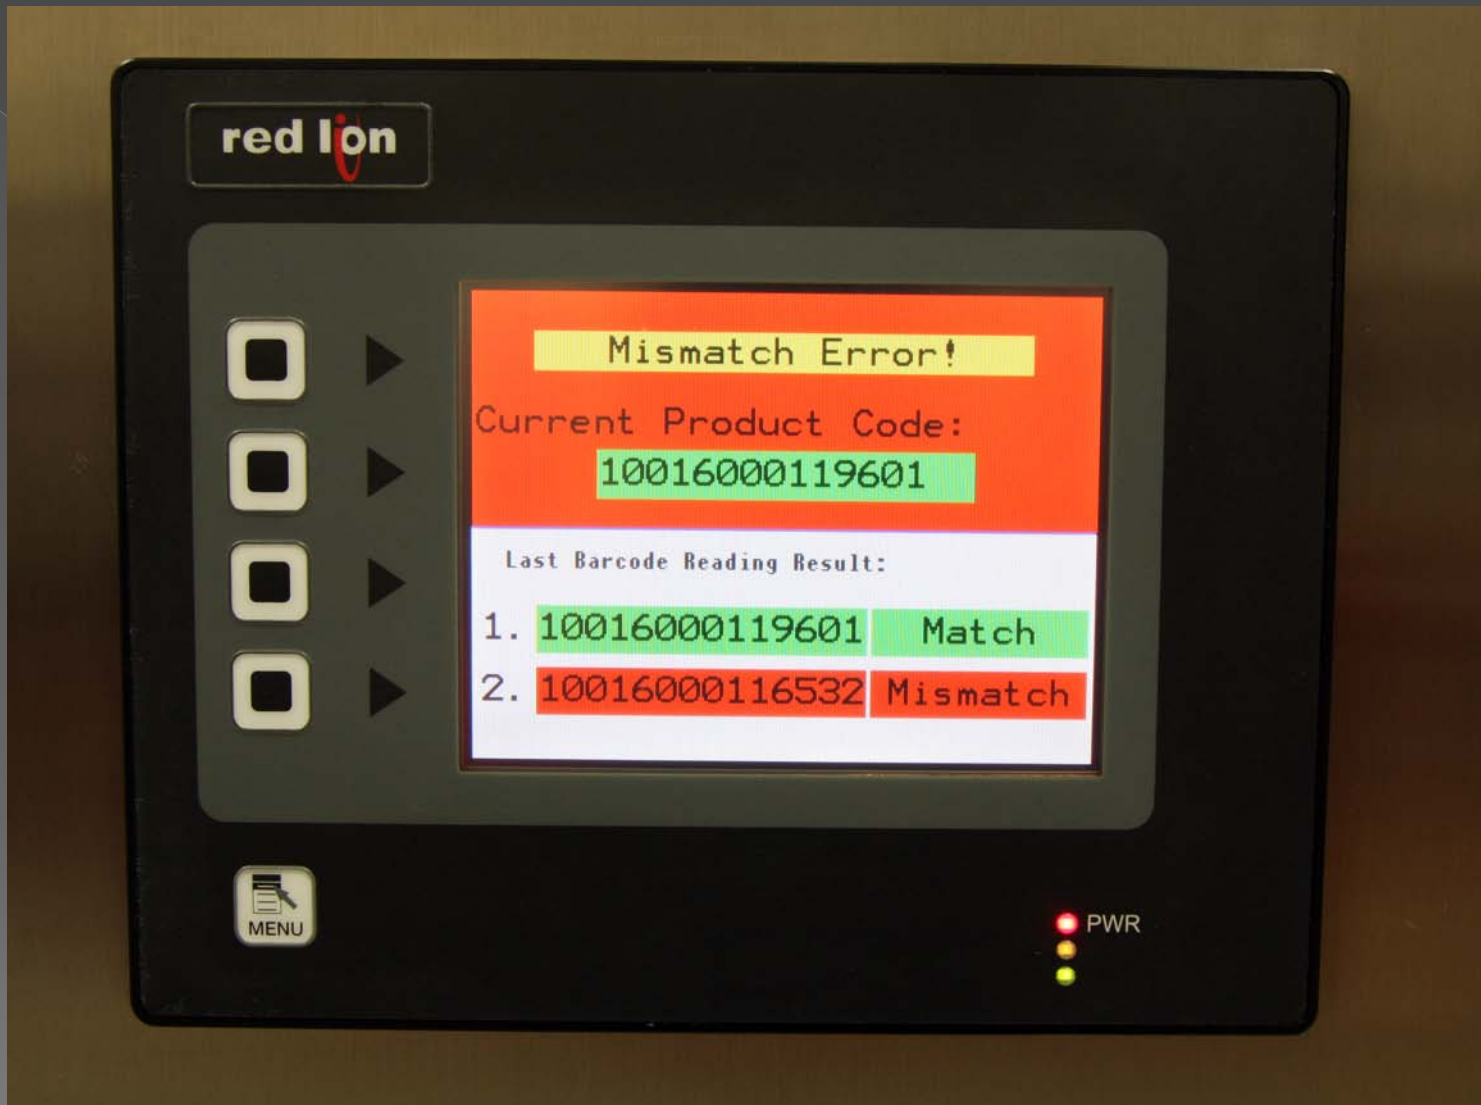 red lion
Mismatch Error!
Current Product Code:
10016000119601
Last Barcode Reading Result:
1. 10016000119601 Match
2. 10016000116532 Mismatch
MENU
PWR